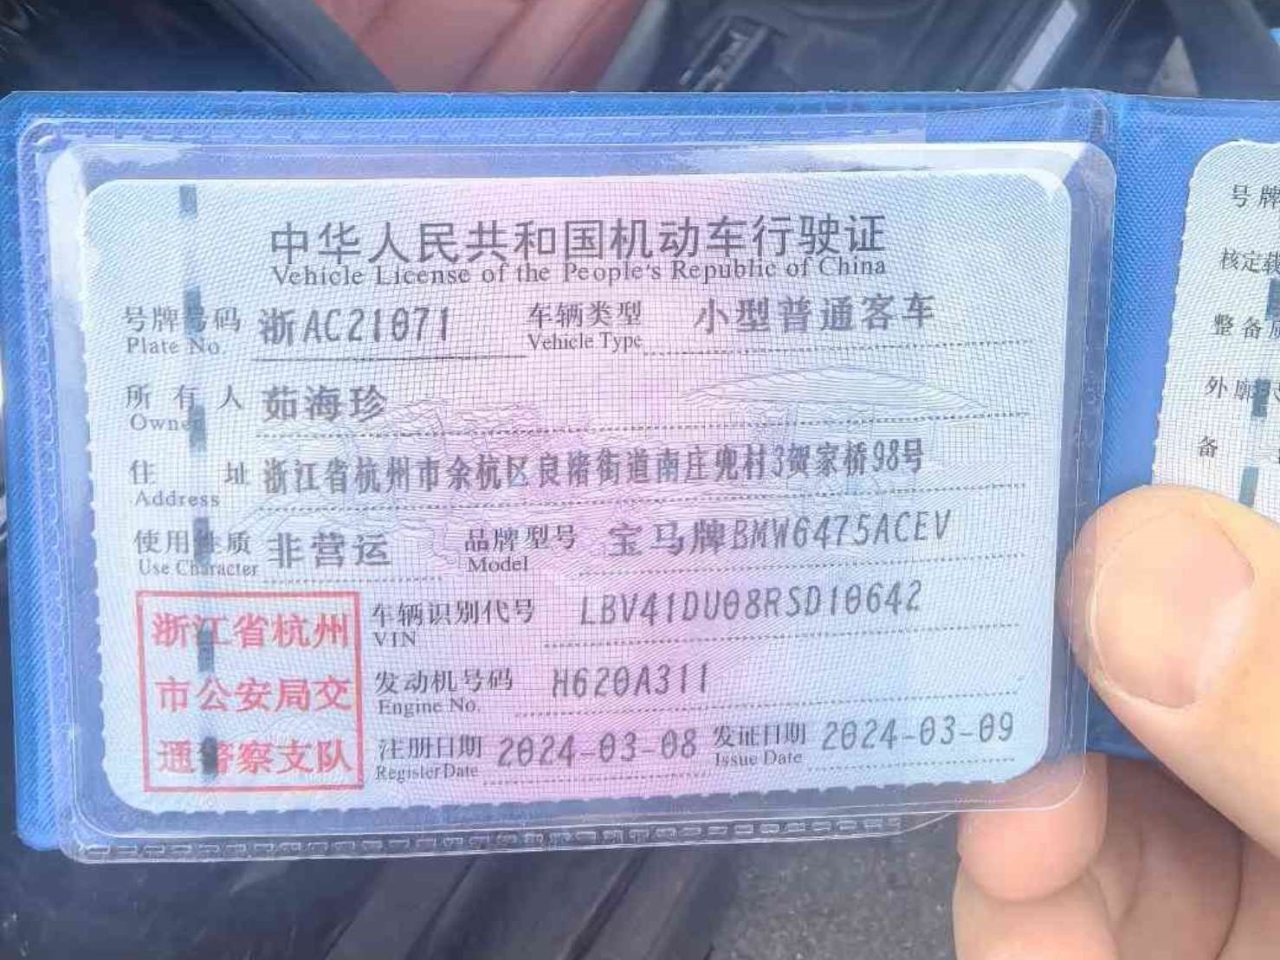 中华人民共和国机动车行驶证
Vehicle License of the People's Republic of China
号牌号码 浙AC21071 车辆类型 小型普通客车
Plate No. Vehicle Type
所有人 茹海珍
Owner
住址 浙江省杭州市余杭区良渚街道南庄兜村3贺家桥98号
Address
使用性质 非营运 品牌型号 宝马牌BMW6475ACEV
Use Character Model
车辆识别代号 LBV41DU08RSD10642
VIN
发动机号码 H620A311
Engine No.
注册日期 2024-03-08 发证日期 2024-03-09
Register Date Issue Date
浙江省杭州
市公安局交
通警察支队
号牌
核定载
整备质
外廓尺
备